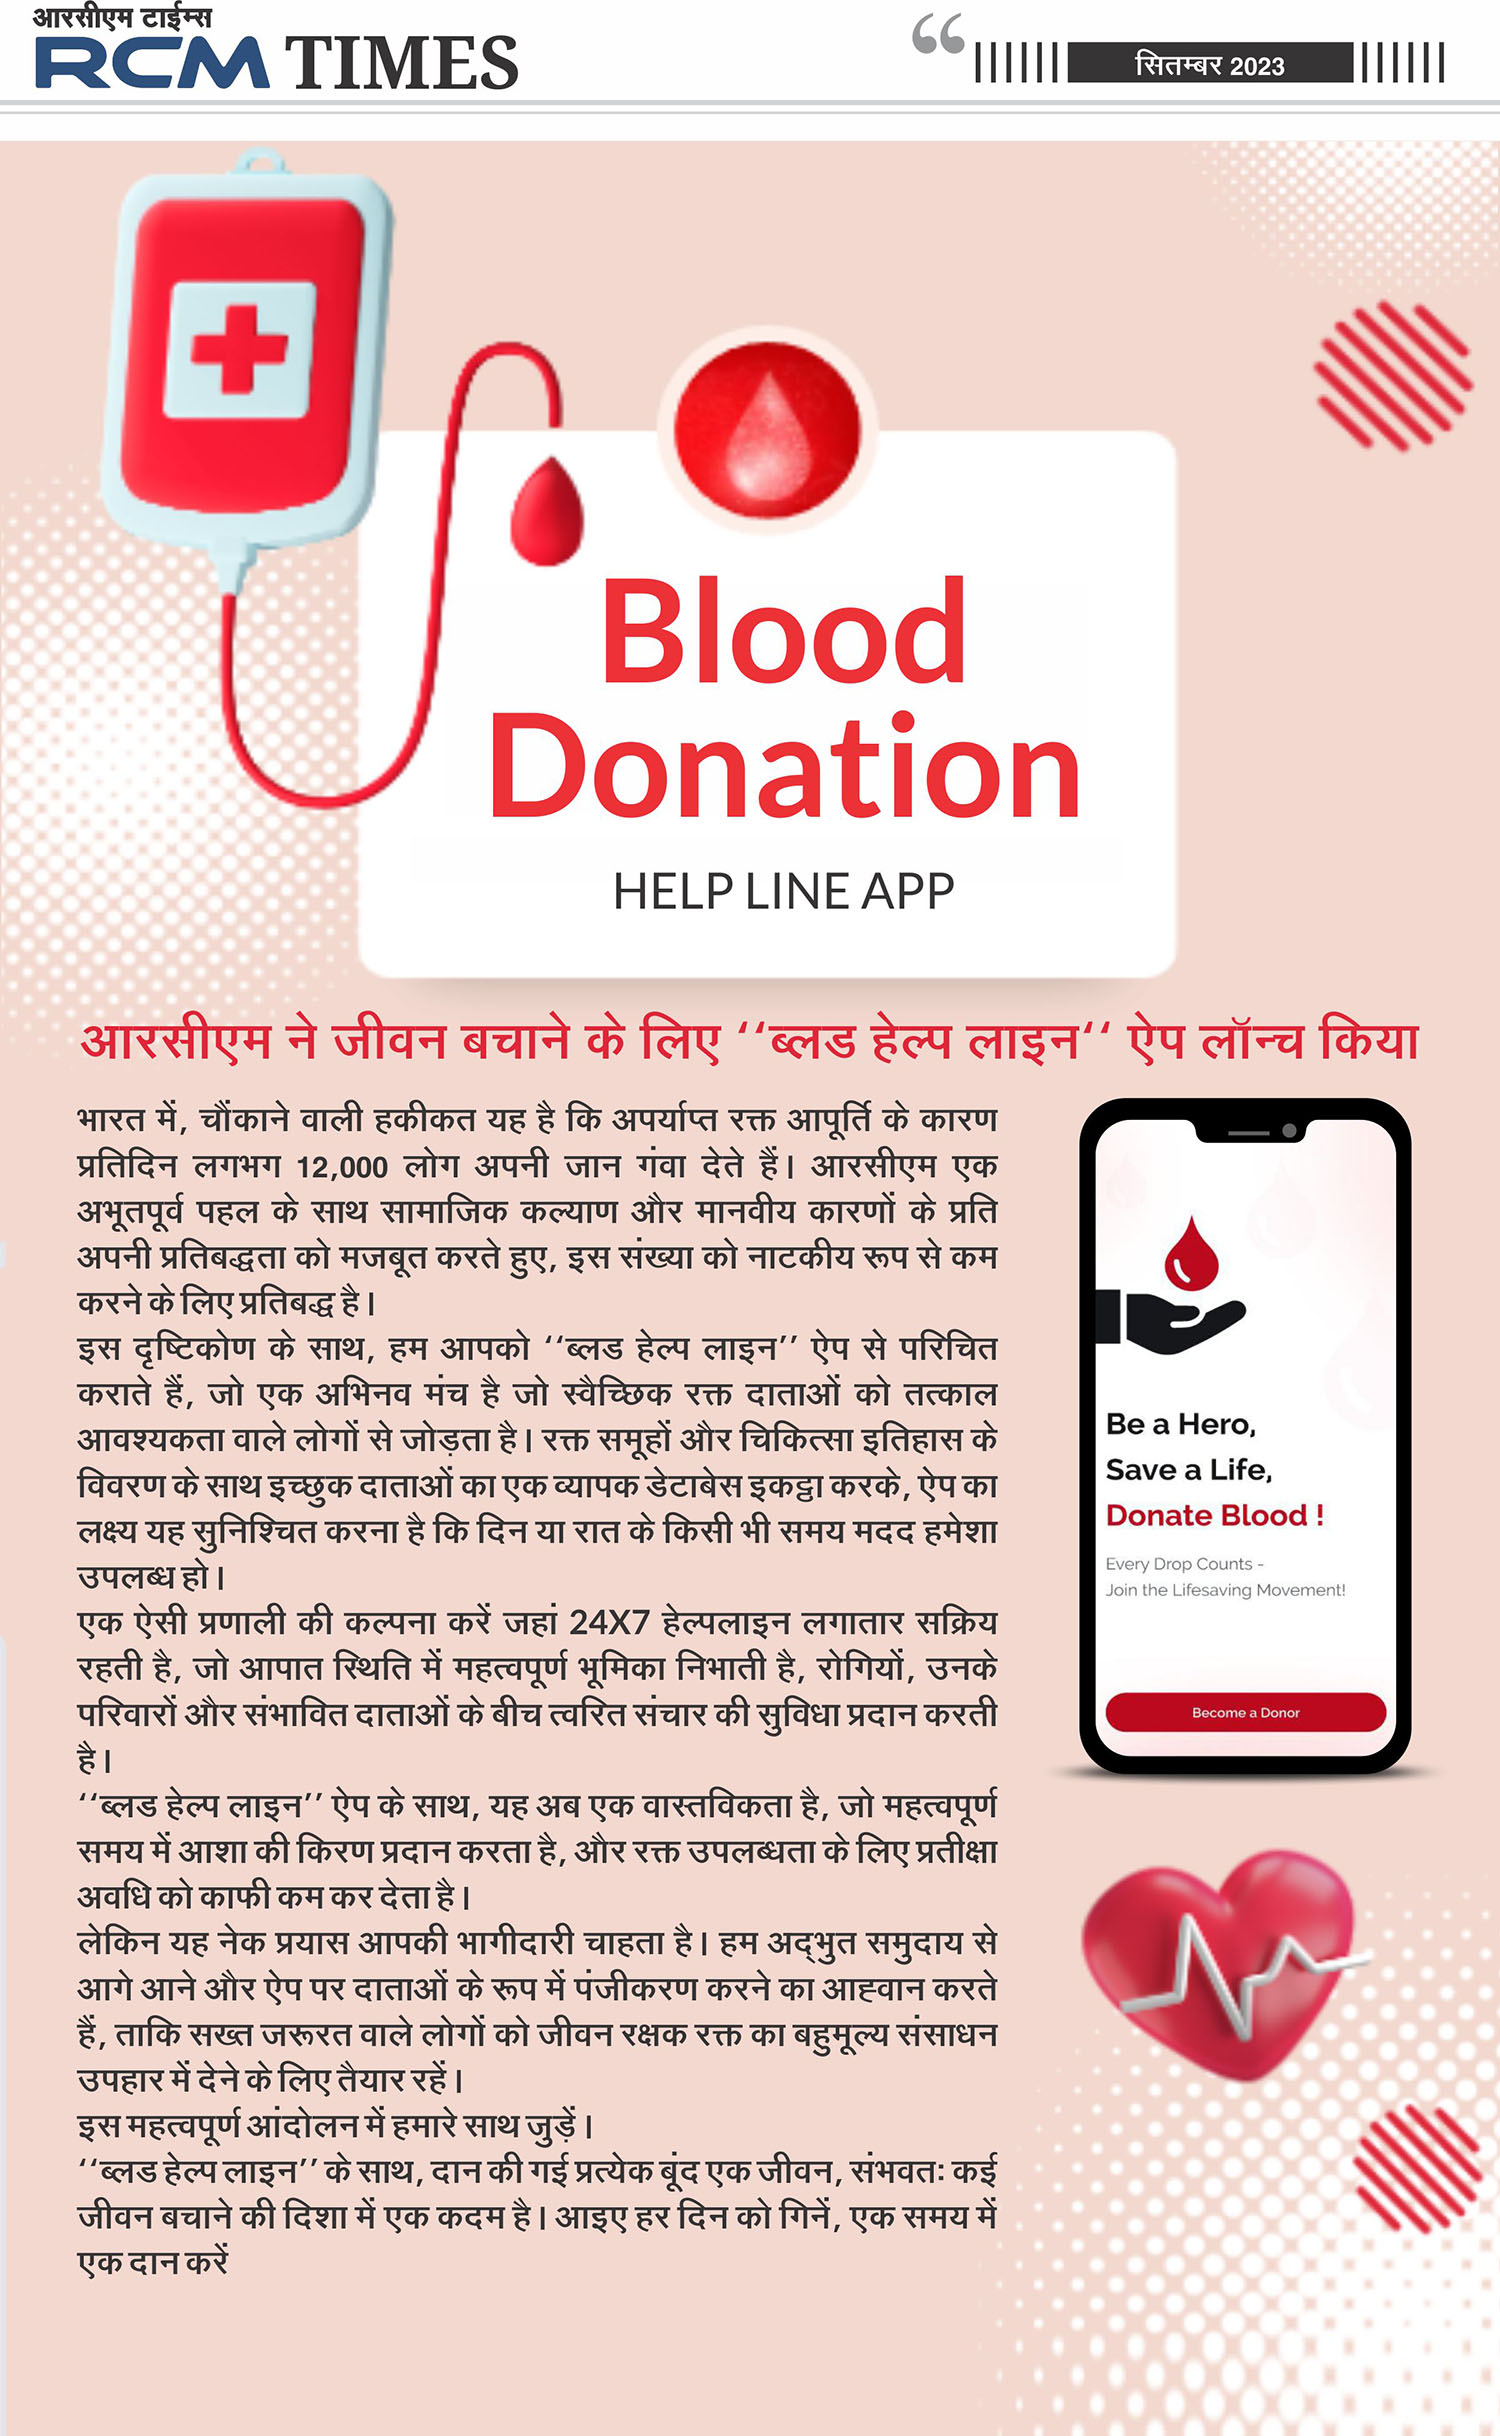 आरसीएम टाईम्स
RCM TIMES
सितम्बर 2023
Blood
Donation
HELP LINE APP
आरसीएम ने जीवन बचाने के लिए ‘‘ब्लड हेल्प लाइन‘‘ ऐप लॉन्च किया
भारत में, चौंकाने वाली हकीकत यह है कि अपर्याप्त रक्त आपूर्ति के कारण
प्रतिदिन लगभग 12,000 लोग अपनी जान गंवा देते हैं। आरसीएम एक
अभूतपूर्व पहल के साथ सामाजिक कल्याण और मानवीय कारणों के प्रति
अपनी प्रतिबद्धता को मजबूत करते हुए, इस संख्या को नाटकीय रूप से कम
करने के लिए प्रतिबद्ध है।
इस दृष्टिकोण के साथ, हम आपको ‘‘ब्लड हेल्प लाइन’’ ऐप से परिचित
कराते हैं, जो एक अभिनव मंच है जो स्वैच्छिक रक्त दाताओं को तत्काल
आवश्यकता वाले लोगों से जोड़ता है। रक्त समूहों और चिकित्सा इतिहास के
विवरण के साथ इच्छुक दाताओं का एक व्यापक डेटाबेस इकट्ठा करके, ऐप का
लक्ष्य यह सुनिश्चित करना है कि दिन या रात के किसी भी समय मदद हमेशा
उपलब्ध हो।
एक ऐसी प्रणाली की कल्पना करें जहां 24X7 हेल्पलाइन लगातार सक्रिय
रहती है, जो आपात स्थिति में महत्वपूर्ण भूमिका निभाती है, रोगियों, उनके
परिवारों और संभावित दाताओं के बीच त्वरित संचार की सुविधा प्रदान करती
है।
‘‘ब्लड हेल्प लाइन’’ ऐप के साथ, यह अब एक वास्तविकता है, जो महत्वपूर्ण
समय में आशा की किरण प्रदान करता है, और रक्त उपलब्धता के लिए प्रतीक्षा
अवधि को काफी कम कर देता है।
लेकिन यह नेक प्रयास आपकी भागीदारी चाहता है। हम अद्‌भुत समुदाय से
आगे आने और ऐप पर दाताओं के रूप में पंजीकरण करने का आह्वान करते
हैं, ताकि सख्त जरूरत वाले लोगों को जीवन रक्षक रक्त का बहुमूल्य संसाधन
उपहार में देने के लिए तैयार रहें।
इस महत्वपूर्ण आंदोलन में हमारे साथ जुड़ें।
‘‘ब्लड हेल्प लाइन’’ के साथ, दान की गई प्रत्येक बूंद एक जीवन, संभवतः कई
जीवन बचाने की दिशा में एक कदम है। आइए हर दिन को गिनें, एक समय में
एक दान करें
Be a Hero,
Save a Life,
Donate Blood !
Every Drop Counts -
Join the Lifesaving Movement!
Become a Donor